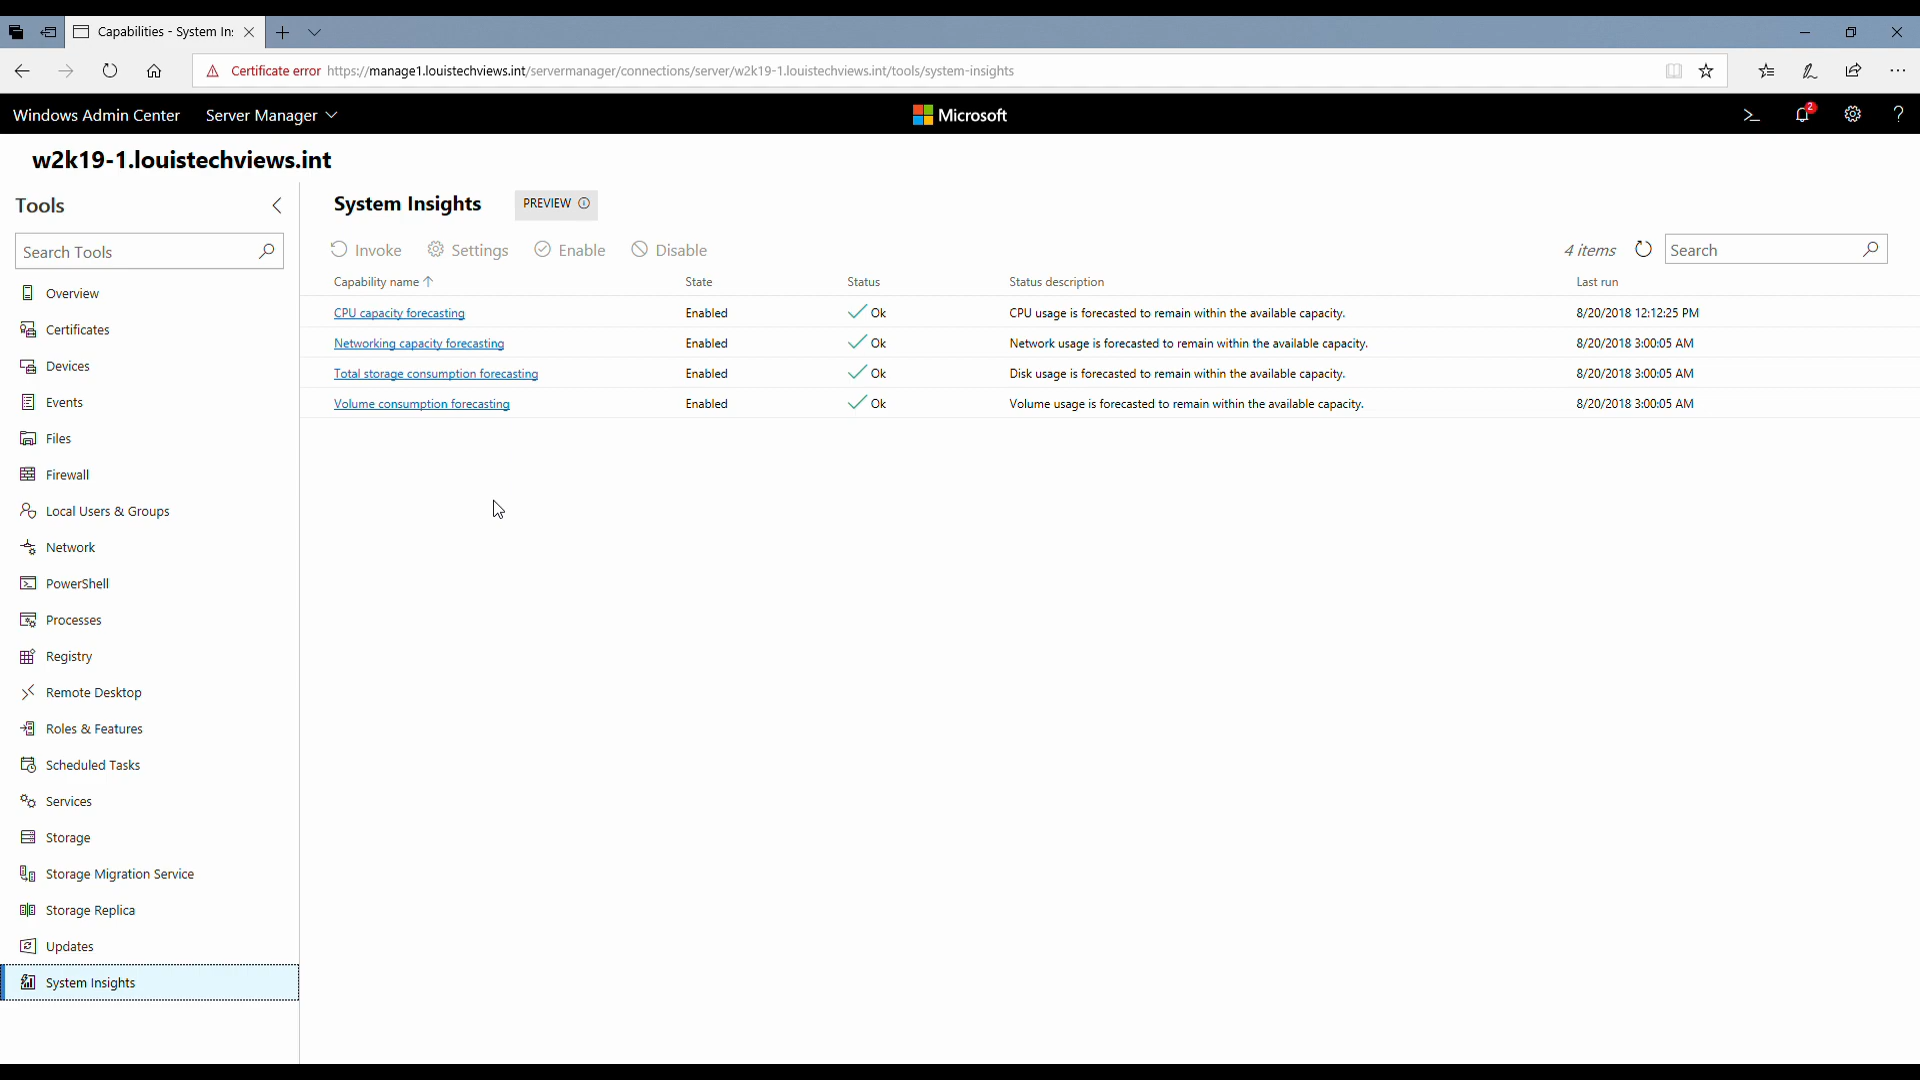 Capabilities - System In:
Certificate error https://manage1.louistechviews.int/servermanager/connections/server/w2k19-1.louistechviews.int/tools/system-insights
Windows Admin Center Server Manager Microsoft 2 ?
w2k19-1.louistechviews.int
Tools
Search Tools
Overview
Certificates
Devices
Events
Files
Firewall
Local Users & Groups
Network
PowerShell
Processes
Registry
Remote Desktop
Roles & Features
Scheduled Tasks
Services
Storage
Storage Migration Service
Storage Replica
Updates
System Insights
System Insights PREVIEW
Invoke Settings Enable Disable 4 items Search
Capability name State Status Status description Last run
CPU capacity forecasting Enabled Ok CPU usage is forecasted to remain within the available capacity. 8/20/2018 12:12:25 PM
Networking capacity forecasting Enabled Ok Network usage is forecasted to remain within the available capacity. 8/20/2018 3:00:05 AM
Total storage consumption forecasting Enabled Ok Disk usage is forecasted to remain within the available capacity. 8/20/2018 3:00:05 AM
Volume consumption forecasting Enabled Ok Volume usage is forecasted to remain within the available capacity. 8/20/2018 3:00:05 AM